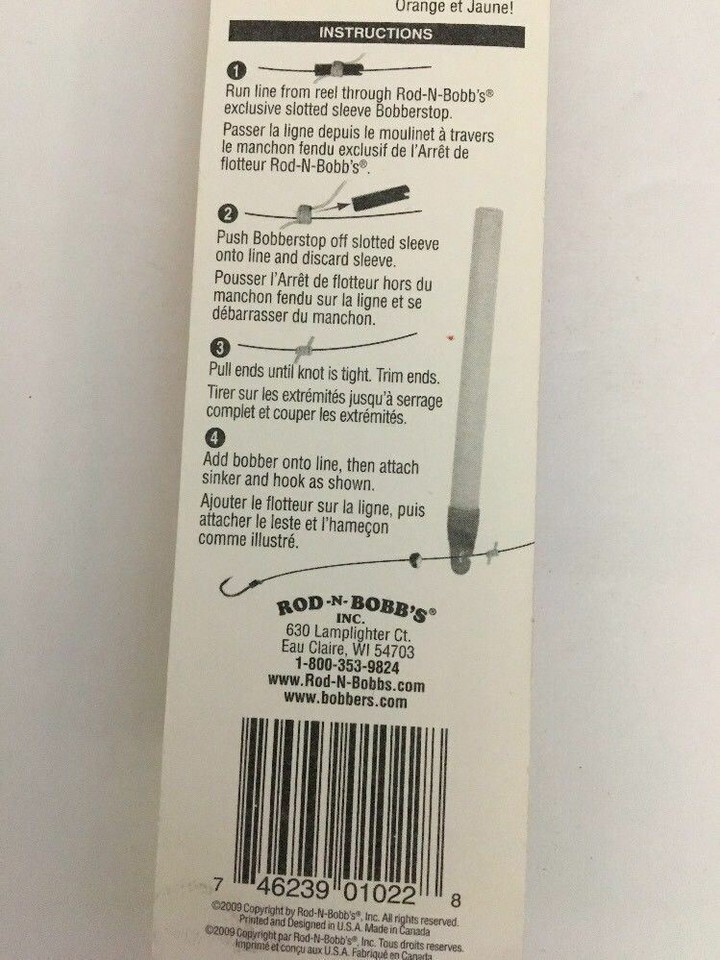 Orange et Jaune!
INSTRUCTIONS
1
Run line from reel through Rod-N-Bobb's®
exclusive slotted sleeve Bobberstop.
Passer la ligne depuis le moulinet à travers
le manchon fendu exclusif de l'Arrêt de
flotteur Rod-N-Bobb's®.
2
Push Bobberstop off slotted sleeve
onto line and discard sleeve.
Pousser l'Arrêt de flotteur hors du
manchon fendu sur la ligne et se
débarrasser du manchon.
3
Pull ends until knot is tight. Trim ends.
Tirer sur les extrémités jusqu'à serrage
complet et couper les extrémités.
4
Add bobber onto line, then attach
sinker and hook as shown.
Ajouter le flotteur sur la ligne, puis
attacher le leste et l'hameçon
comme illustré.
ROD-N-BOBB'S®
INC.
630 Lamplighter Ct.
Eau Claire, WI 54703
1-800-353-9824
www.Rod-N-Bobbs.com
www.bobbers.com
7 46239 01022 8
©2009 Copyright by Rod-N-Bobb's®, Inc. All rights reserved.
Printed and Designed in U.S.A. Made in Canada
©2009 Copyright par Rod-N-Bobb's®, Inc. Tous droits reserves.
Imprimé et conçu aux U.S.A. Fabriqué en Canada